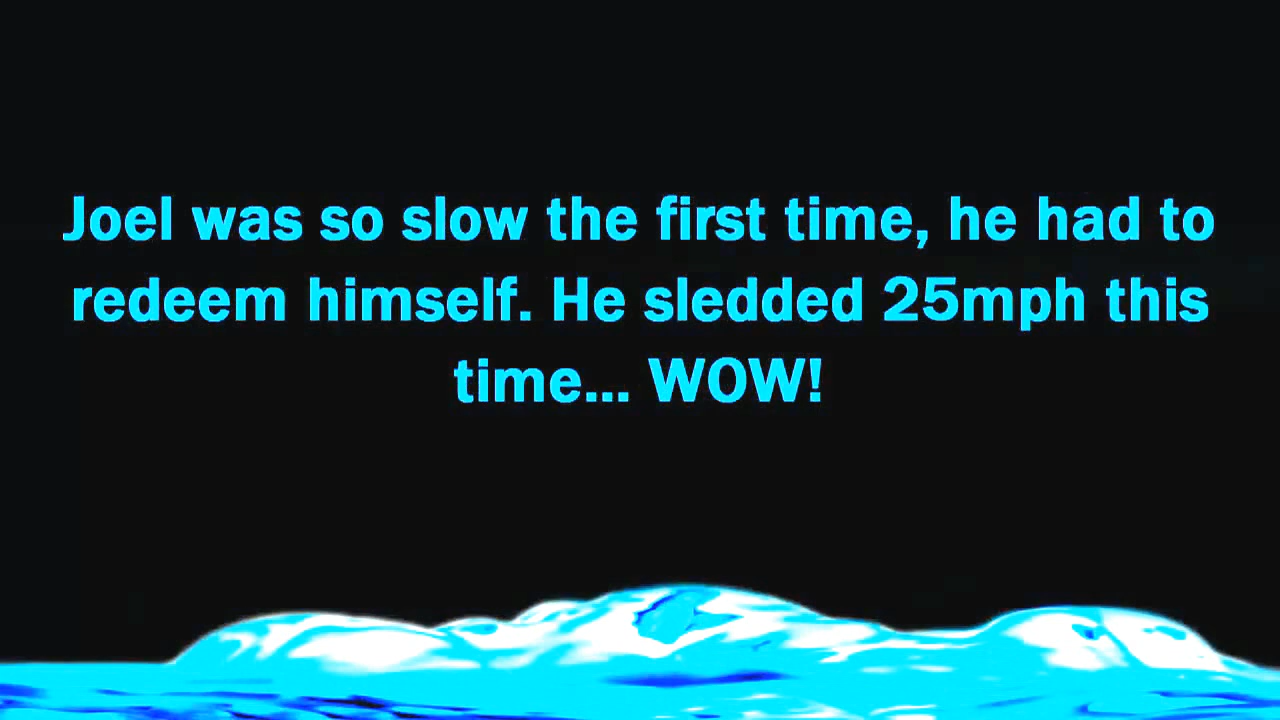 Joel was so slow the first time, he had to
redeem himself. He sledded 25mph this
time... WOW!